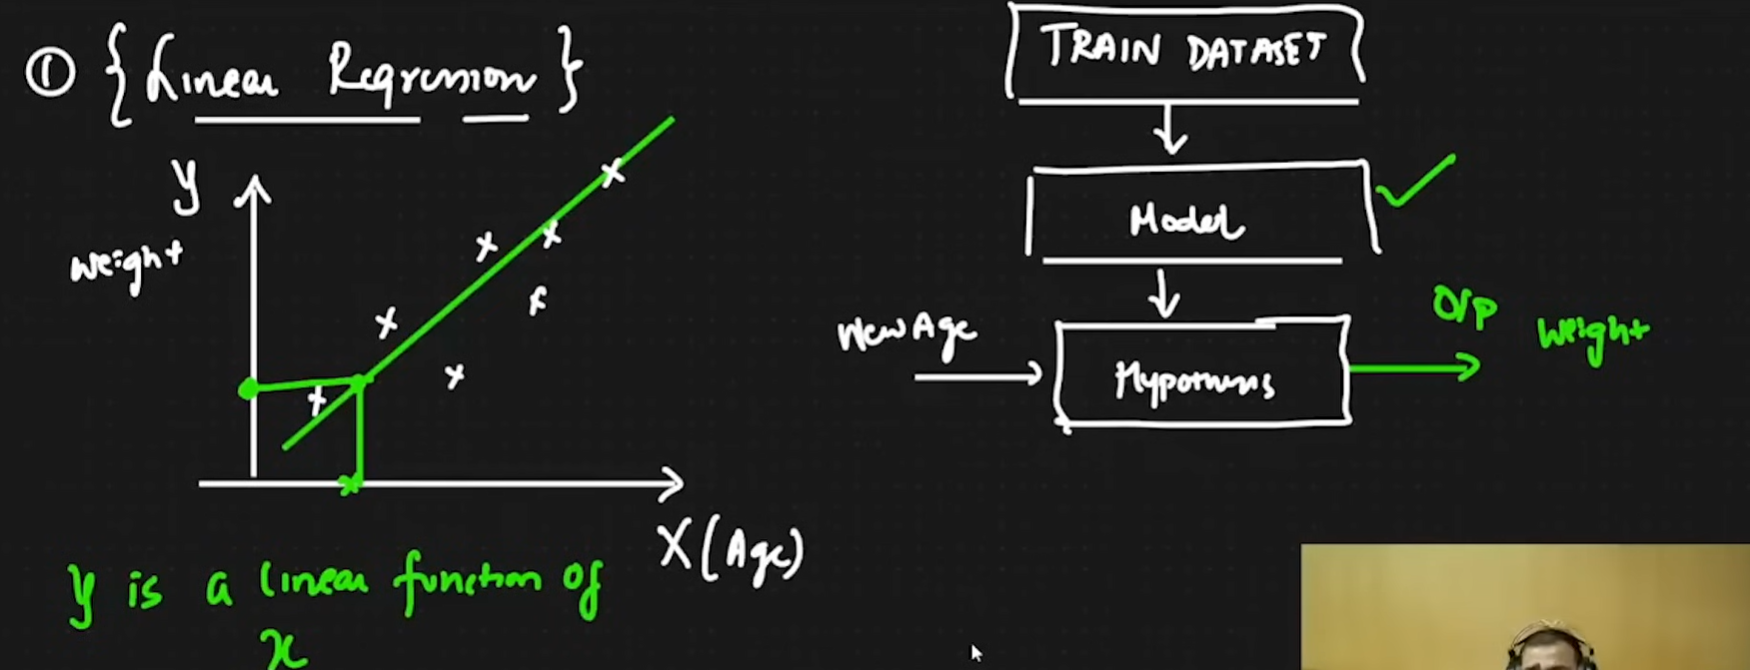 ① {Linear Regression}
Y
Weight
X (Age)
y is a linear function of
x
TRAIN DATASET
Model
New Age
Hypothesis
O/p Weight